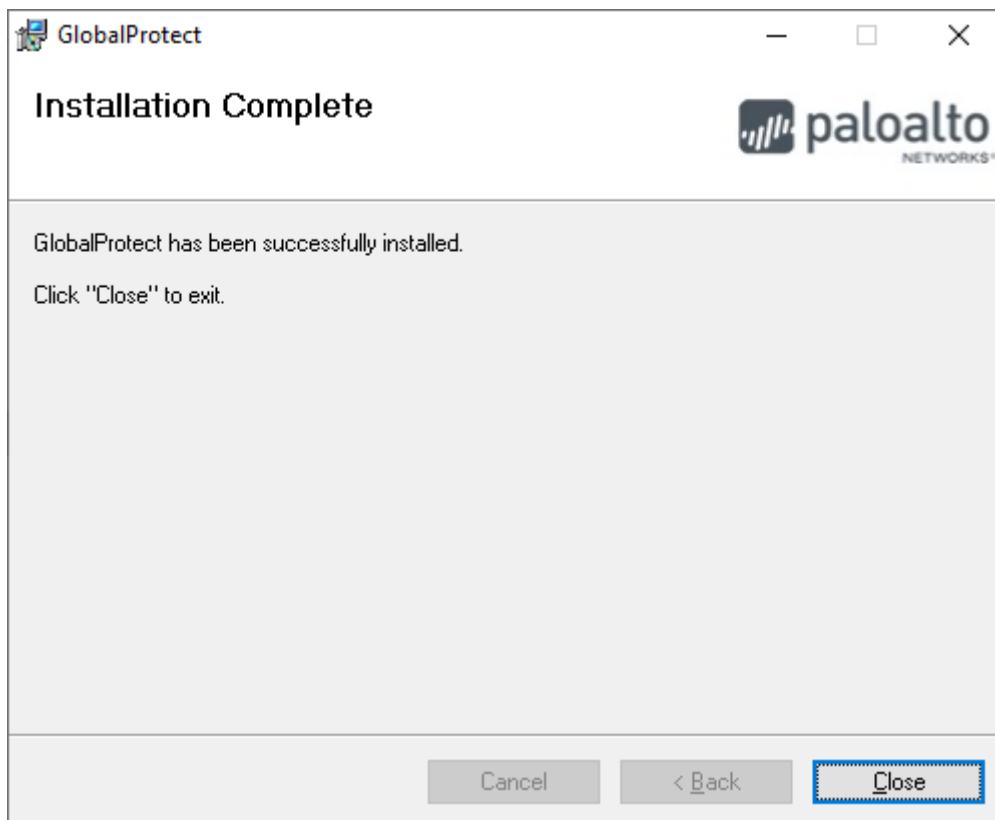 GlobalProtect
Installation Complete
paloalto
NETWORKS
GlobalProtect has been successfully installed.
Click "Close" to exit.
Cancel
< Back
Close